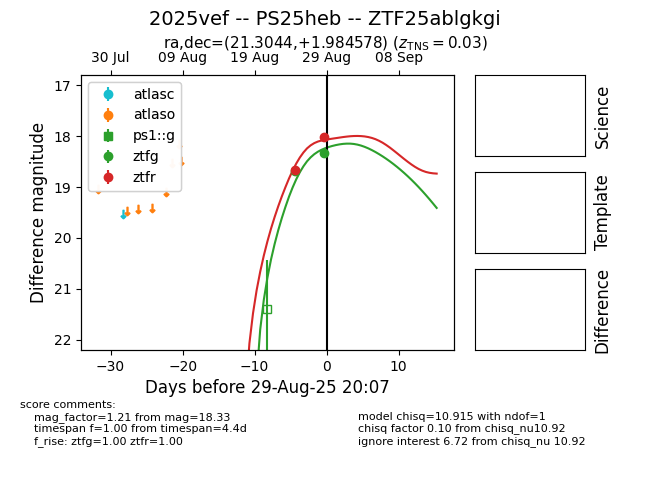 2025vef -- PS25heb -- ZTF25ablgkgi
ra,dec=(21.3044,+1.984578) (z_TNS = 0.03)
30 Jul 09 Aug 19 Aug 29 Aug 08 Sep
atlasc
atlaso
ps1::g
ztfg
ztfr
17
18
19
20
21
22
Difference magnitude
−30 −20 −10 0 10
Days before 29-Aug-25 20:07
Science
Template
Difference
score comments:
mag_factor=1.21 from mag=18.33
timespan f=1.00 from timespan=4.4d
f_rise: ztfg=1.00 ztfr=1.00
model chisq=10.915 with ndof=1
chisq factor 0.10 from chisq_nu10.92
ignore interest 6.72 from chisq_nu 10.92